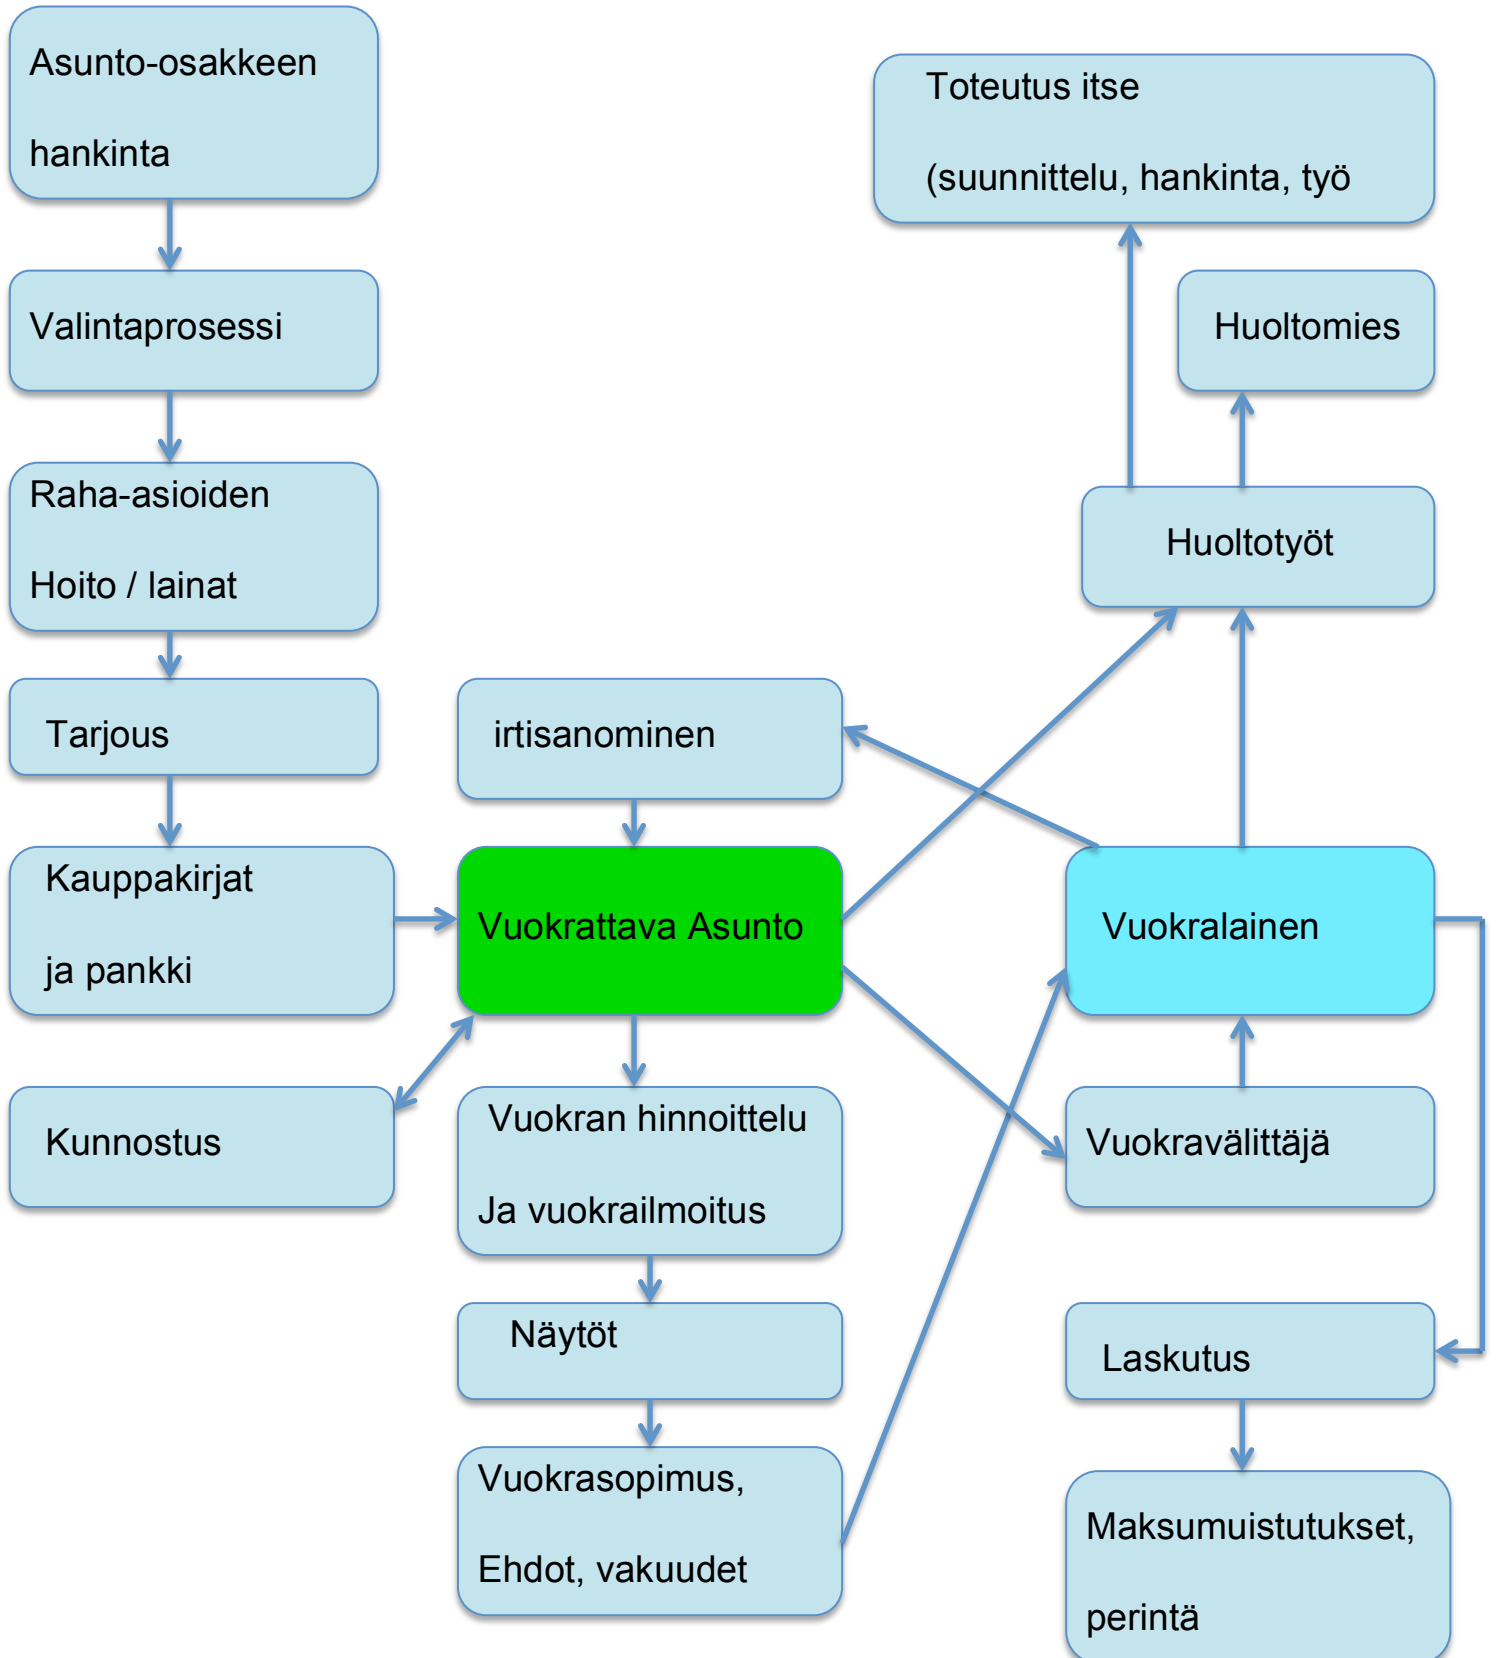 Asunto-osakkeen
hankinta
Valintaprosessi
Raha-asioiden
Hoito / lainat
Tarjous
Kauppakirjat
ja pankki
Kunnostus
irtisanominen
Vuokrattava Asunto
Vuokran hinnoittelu
Ja vuokrailmoitus
Näytöt
Vuokrasopimus,
Ehdot, vakuudet
Toteutus itse
(suunnittelu, hankinta, työ
Huoltomies
Huoltotyöt
Vuokralainen
Vuokravälittäjä
Laskutus
Maksumuistutukset,
perintä